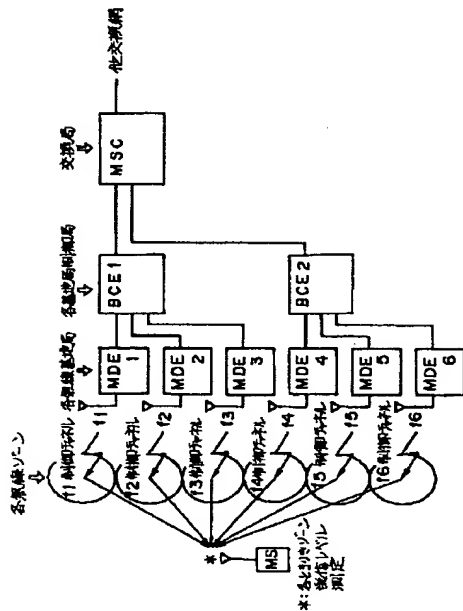 各無線ゾーン
各無線基地局
各基地局制御局
交換局
他交換網
f1制御チャネル
f1
MDE
1
f2制御チャネル
f2
MDE
2
f3制御チャネル
f3
MDE
3
f4制御チャネル
f4
MDE
4
f5制御チャネル
f5
MDE
5
f6制御チャネル
f6
MDE
6
BCE1
BCE2
MSC
*
MS
*:各とまりぎゾーン
受信レベル
測定